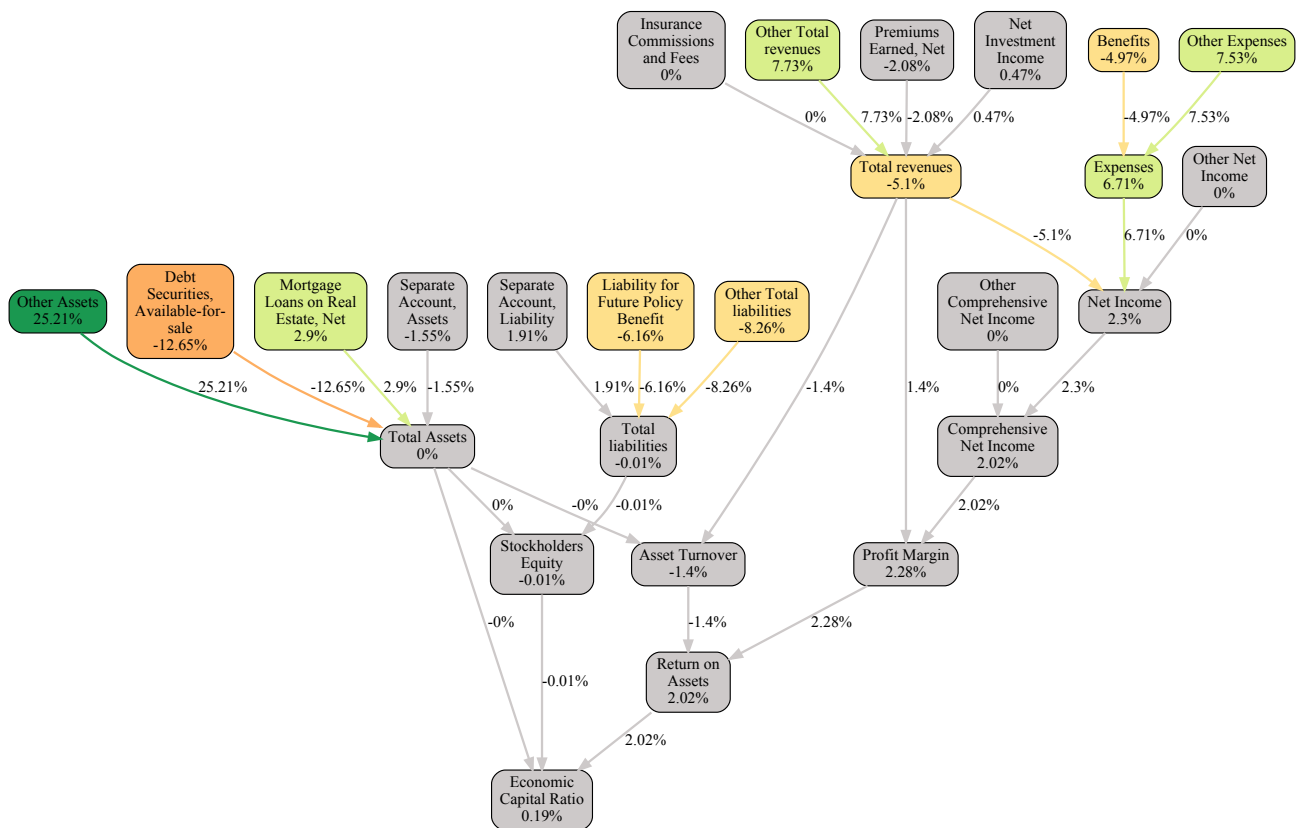 Insurance
Commissions
and Fees
0%
Other Total
revenues
7.73%
Premiums
Earned, Net
-2.08%
Net
Investment
Income
0.47%
Benefits
-4.97%
Other Expenses
7.53%
0%
7.73%
-2.08%
0.47%
-4.97%
7.53%
Total revenues
-5.1%
Expenses
6.71%
Other Net
Income
0%
-5.1%
6.71%
0%
Other Assets
25.21%
Debt
Securities,
Available-for-
sale
-12.65%
Mortgage
Loans on Real
Estate, Net
2.9%
Separate
Account,
Assets
-1.55%
Separate
Account,
Liability
1.91%
Liability for
Future Policy
Benefit
-6.16%
Other Total
liabilities
-8.26%
Other
Comprehensive
Net Income
0%
Net Income
2.3%
25.21%
-12.65%
2.9%
-1.55%
1.91%
-6.16%
-8.26%
-1.4%
1.4%
0%
2.3%
Total Assets
0%
Total
liabilities
-0.01%
Comprehensive
Net Income
2.02%
0%
-0%
-0.01%
2.02%
Stockholders
Equity
-0.01%
Asset Turnover
-1.4%
Profit Margin
2.28%
-0%
-1.4%
2.28%
-0.01%
Return on
Assets
2.02%
2.02%
Economic
Capital Ratio
0.19%